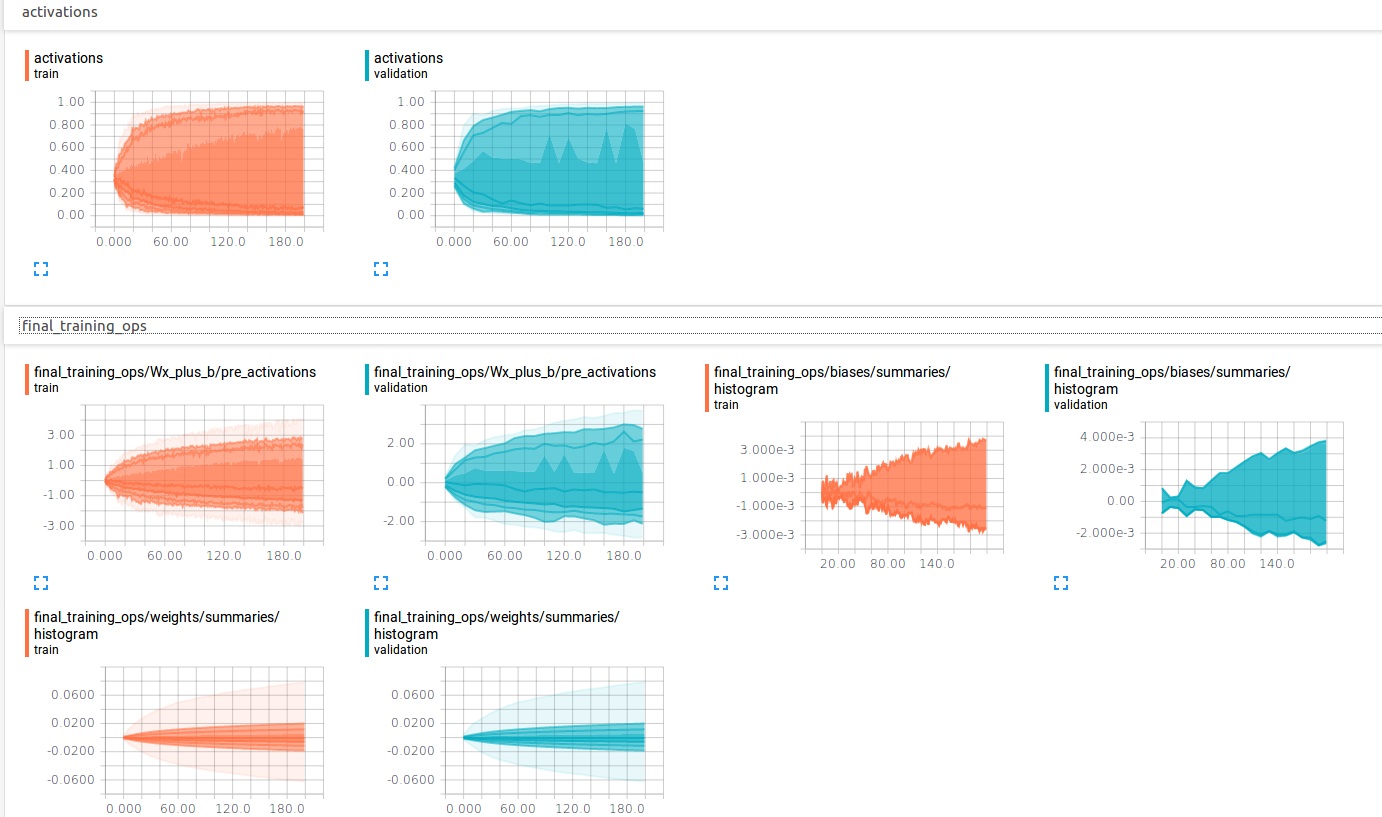 activations
activations
train
1.00
0.800
0.600
0.400
0.200
0.00
0.000 60.00 120.0 180.0
activations
validation
1.00
0.800
0.600
0.400
0.200
0.00
0.000 60.00 120.0 180.0
final_training_ops
final_training_ops/Wx_plus_b/pre_activations
train
3.00
1.00
-1.00
-3.00
0.000 60.00 120.0 180.0
final_training_ops/Wx_plus_b/pre_activations
validation
2.00
0.00
-2.00
0.000 60.00 120.0 180.0
final_training_ops/biases/summaries/
histogram
train
3.000e-3
1.000e-3
-1.000e-3
-3.000e-3
20.00 80.00 140.0
final_training_ops/biases/summaries/
histogram
validation
4.000e-3
2.000e-3
0.00
-2.000e-3
20.00 80.00 140.0
final_training_ops/weights/summaries/
histogram
train
0.0600
0.0200
-0.0200
-0.0600
0.000 60.00 120.0 180.0
final_training_ops/weights/summaries/
histogram
validation
0.0600
0.0200
-0.0200
-0.0600
0.000 60.00 120.0 180.0